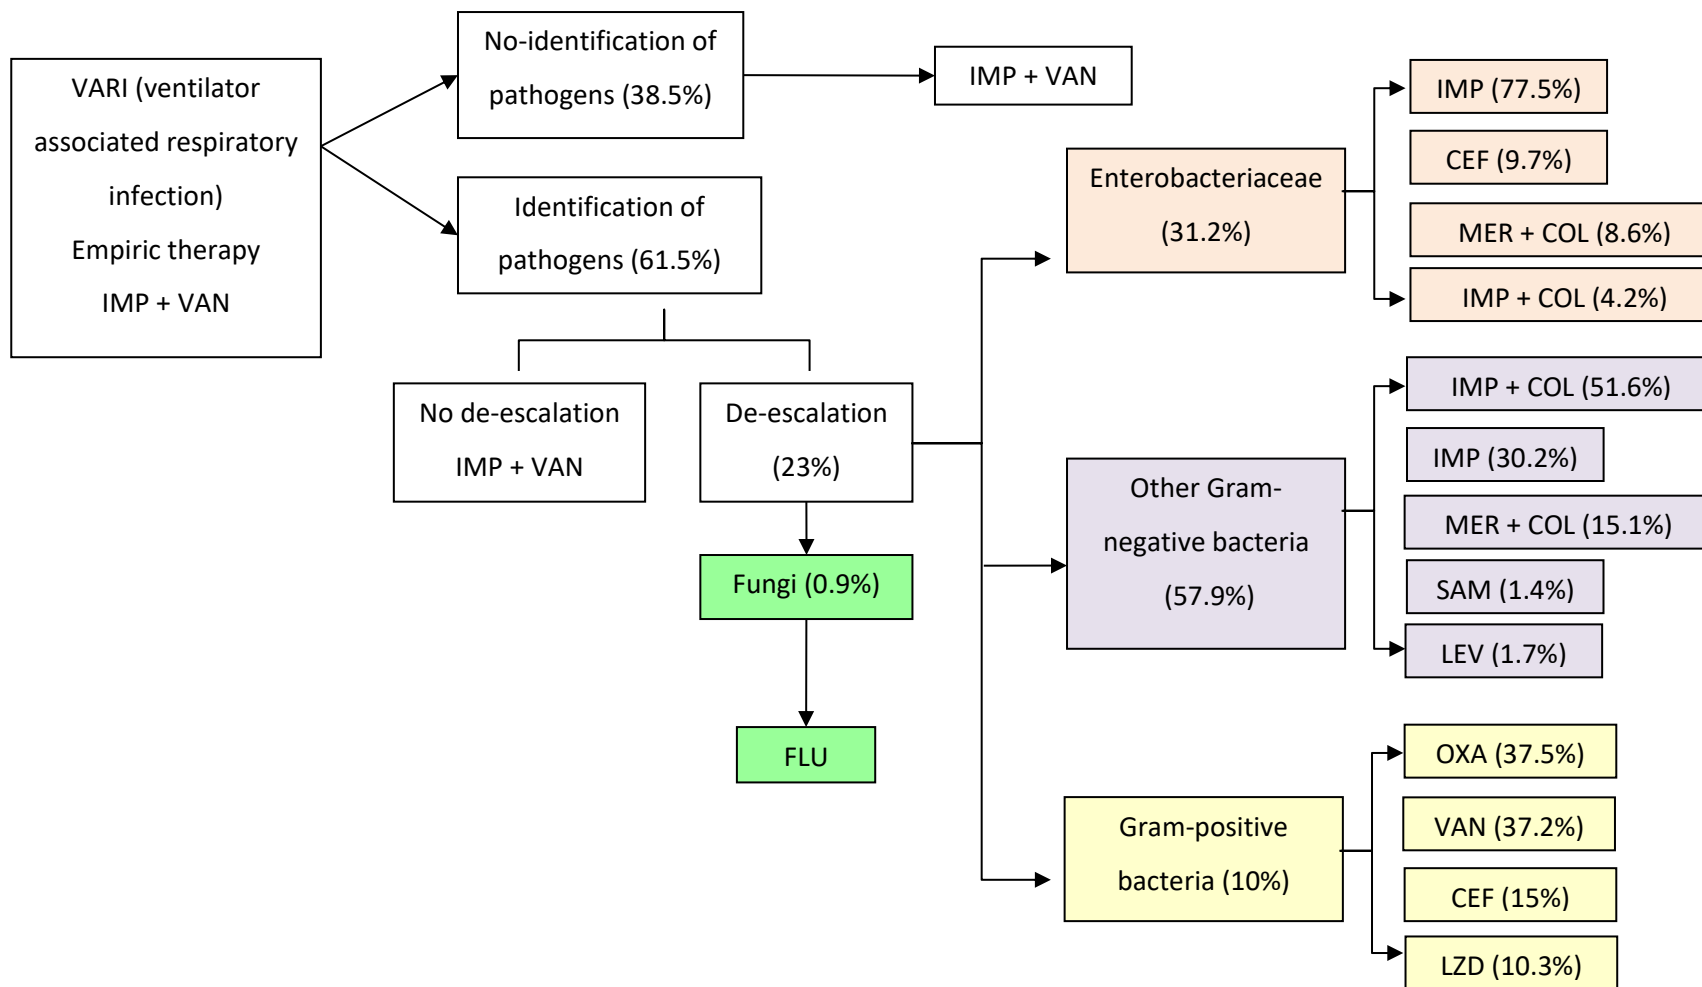 VARI (ventilator
associated respiratory
infection)
Empiric therapy
IMP + VAN
No-identification of
pathogens (38.5%)
IMP + VAN
Identification of
pathogens (61.5%)
No de-escalation
IMP + VAN
De-escalation
(23%)
Fungi (0.9%)
FLU
Enterobacteriaceae
(31.2%)
IMP (77.5%)
CEF (9.7%)
MER + COL (8.6%)
IMP + COL (4.2%)
Other Gram-
negative bacteria
(57.9%)
IMP + COL (51.6%)
IMP (30.2%)
MER + COL (15.1%)
SAM (1.4%)
LEV (1.7%)
Gram-positive
bacteria (10%)
OXA (37.5%)
VAN (37.2%)
CEF (15%)
LZD (10.3%)